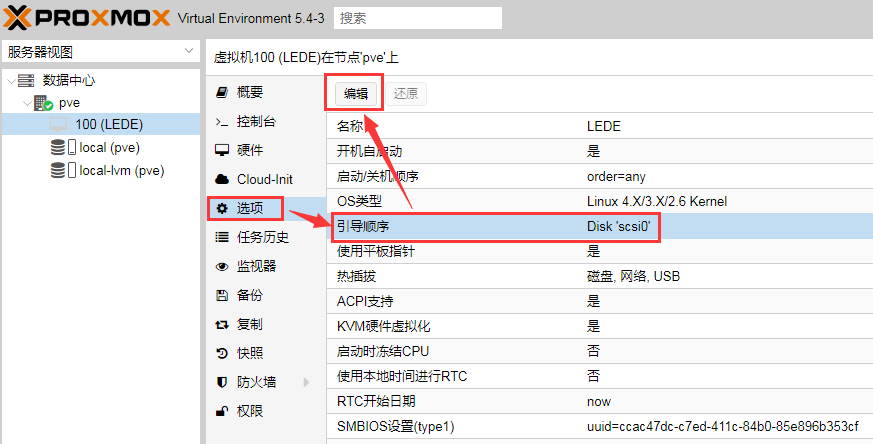 PROXMOX Virtual Environment 5.4-3 搜索
服务器视图
数据中心
pve
100 (LEDE)
local (pve)
local-lvm (pve)
虚拟机100 (LEDE)在节点'pve'上
概要
控制台
硬件
Cloud-Init
选项
任务历史
监视器
备份
复制
快照
防火墙
权限
编辑 还原
名称 LEDE
开机自启动 是
启动/关机顺序 order=any
OS类型 Linux 4.X/3.X/2.6 Kernel
引导顺序 Disk 'scsi0'
使用平板指针 是
热插拔 磁盘, 网络, USB
ACPI支持 是
KVM硬件虚拟化 是
启动时冻结CPU 否
使用本地时间进行RTC 否
RTC开始日期 now
SMBIOS设置(type1) uuid=ccac47dc-c7ed-411c-84b0-85e896b353cf